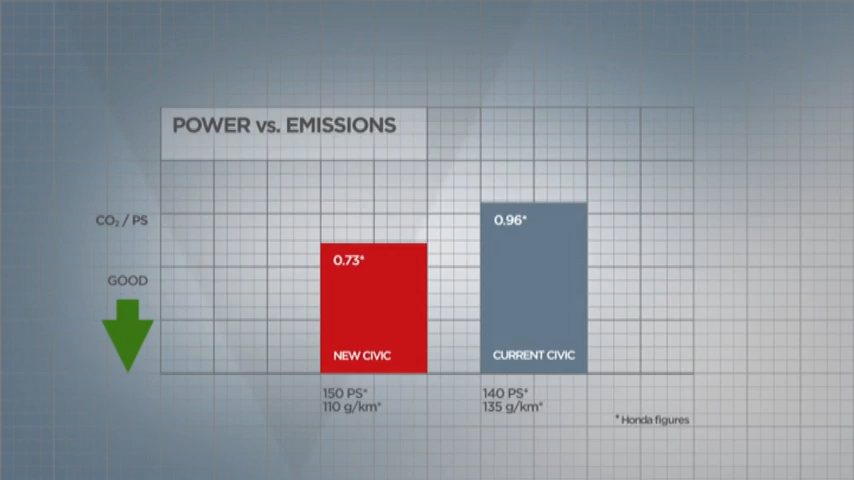 POWER vs. EMISSIONS
CO₂ / PS
GOOD
0.73*
NEW CIVIC
150 PS*
110 g/km*
0.96*
CURRENT CIVIC
140 PS*
135 g/km*
* Honda figures